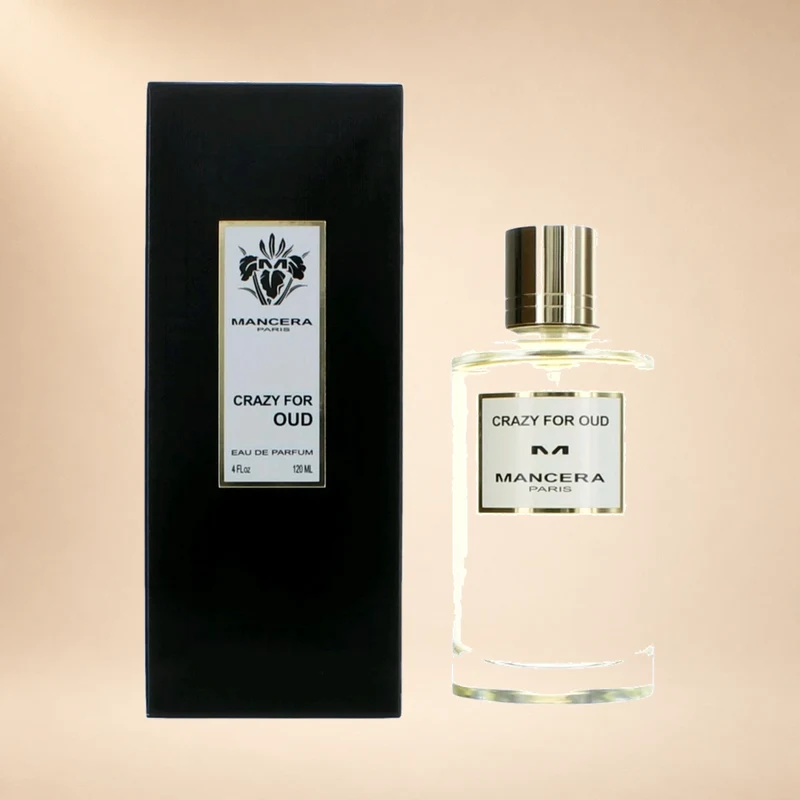 M
MANCERA
PARIS
CRAZY FOR
OUD
EAU DE PARFUM
4 FL.oz 120 ML
CRAZY FOR OUD
M
MANCERA
PARIS